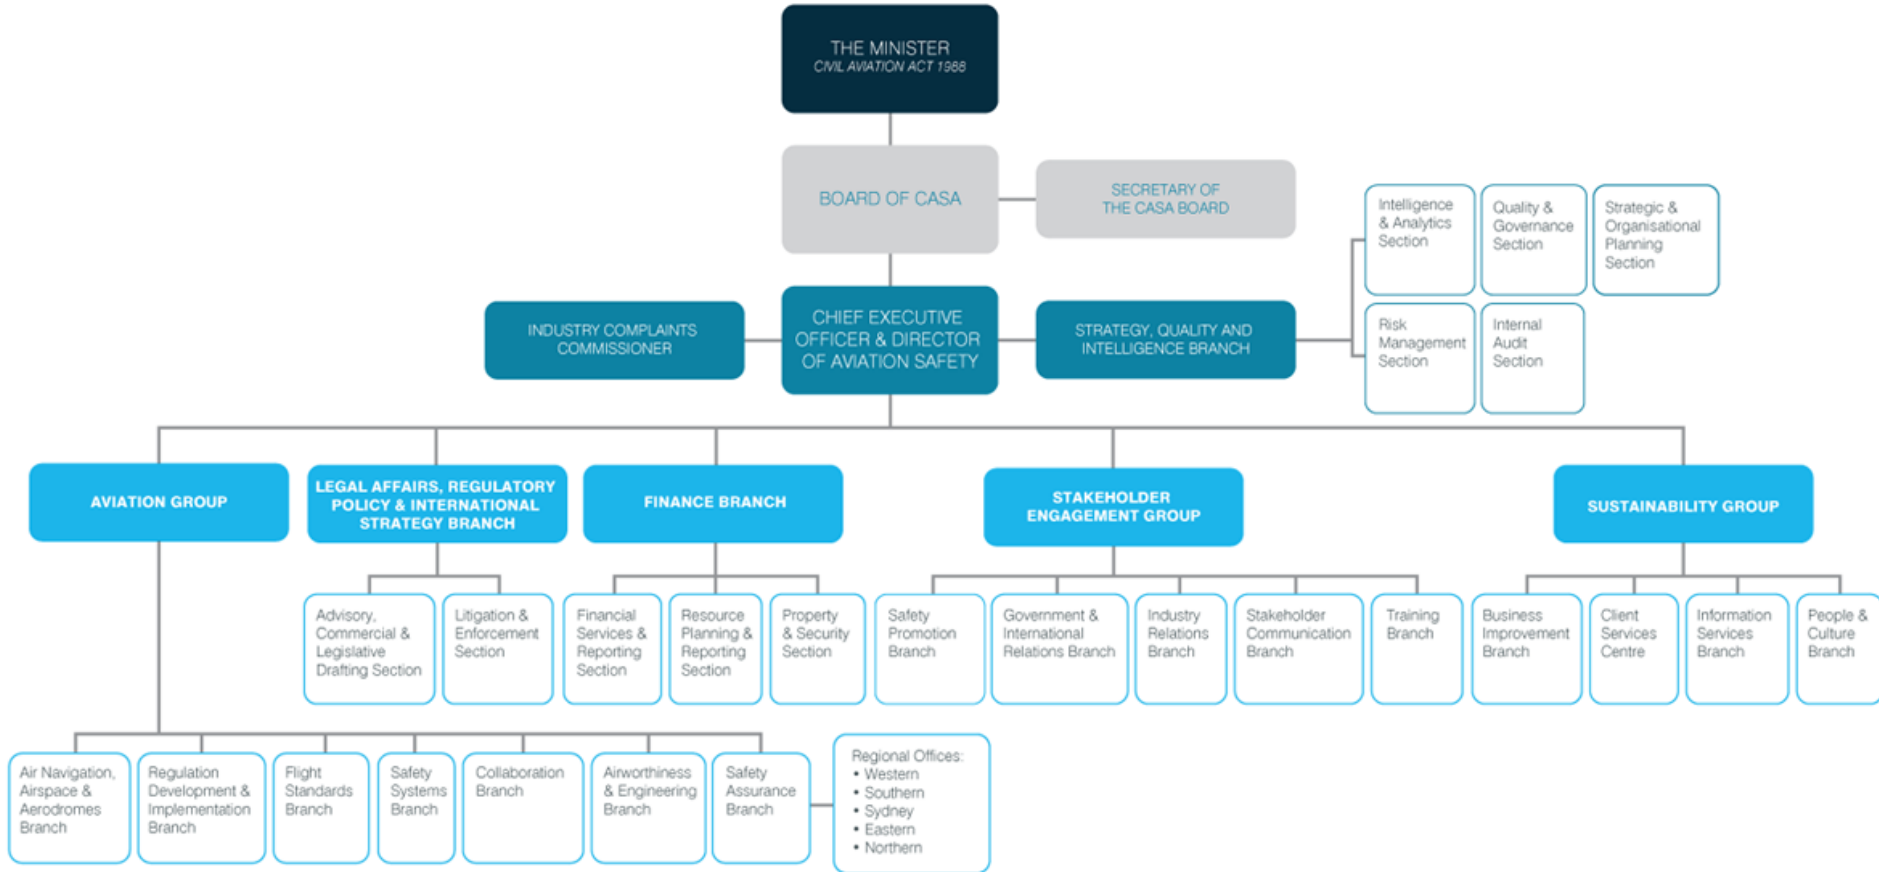 THE MINISTER
CIVIL AVIATION ACT 1988
BOARD OF CASA
SECRETARY OF
THE CASA BOARD
Intelligence
& Analytics
Section
Quality &
Governance
Section
Strategic &
Organisational
Planning
Section
INDUSTRY COMPLAINTS
COMMISSIONER
CHIEF EXECUTIVE
OFFICER & DIRECTOR
OF AVIATION SAFETY
STRATEGY, QUALITY AND
INTELLIGENCE BRANCH
Risk
Management
Section
Internal
Audit
Section
AVIATION GROUP
LEGAL AFFAIRS, REGULATORY
POLICY & INTERNATIONAL
STRATEGY BRANCH
FINANCE BRANCH
STAKEHOLDER
ENGAGEMENT GROUP
SUSTAINABILITY GROUP
Advisory,
Commercial &
Legislative
Drafting Section
Litigation &
Enforcement
Section
Financial
Services &
Reporting
Section
Resource
Planning &
Reporting
Section
Property
& Security
Section
Safety
Promotion
Branch
Government &
International
Relations Branch
Industry
Relations
Branch
Stakeholder
Communication
Branch
Training
Branch
Business
Improvement
Branch
Client
Services
Centre
Information
Services
Branch
People &
Culture
Branch
Air Navigation,
Airspace &
Aerodromes
Branch
Regulation
Development &
Implementation
Branch
Flight
Standards
Branch
Safety
Systems
Branch
Collaboration
Branch
Airworthiness
& Engineering
Branch
Safety
Assurance
Branch
Regional Offices:
• Western
• Southern
• Sydney
• Eastern
• Northern